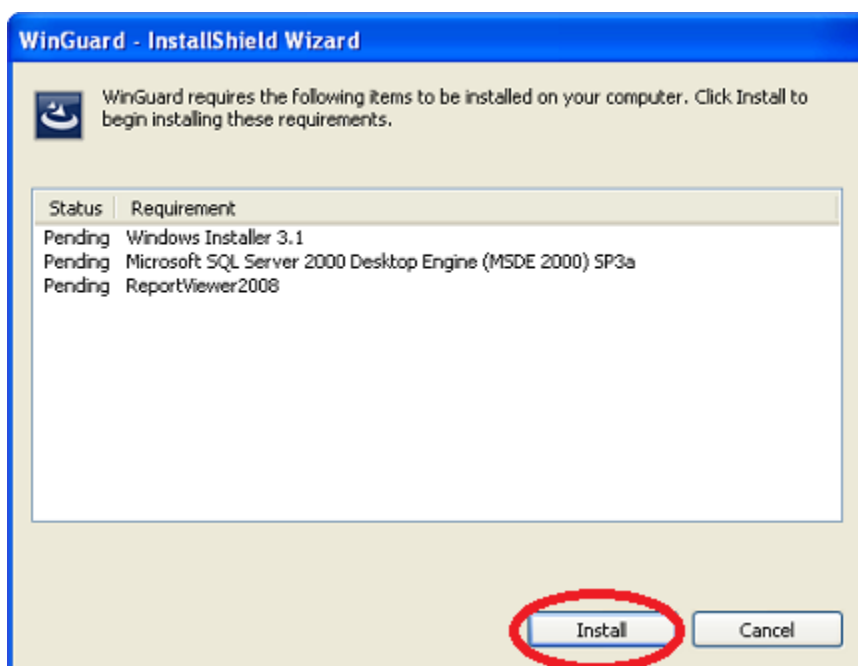 WinGuard - InstallShield Wizard
WinGuard requires the following items to be installed on your computer. Click Install to
begin installing these requirements.
Status Requirement
Pending Windows Installer 3.1
Pending Microsoft SQL Server 2000 Desktop Engine (MSDE 2000) SP3a
Pending ReportViewer2008
Install Cancel